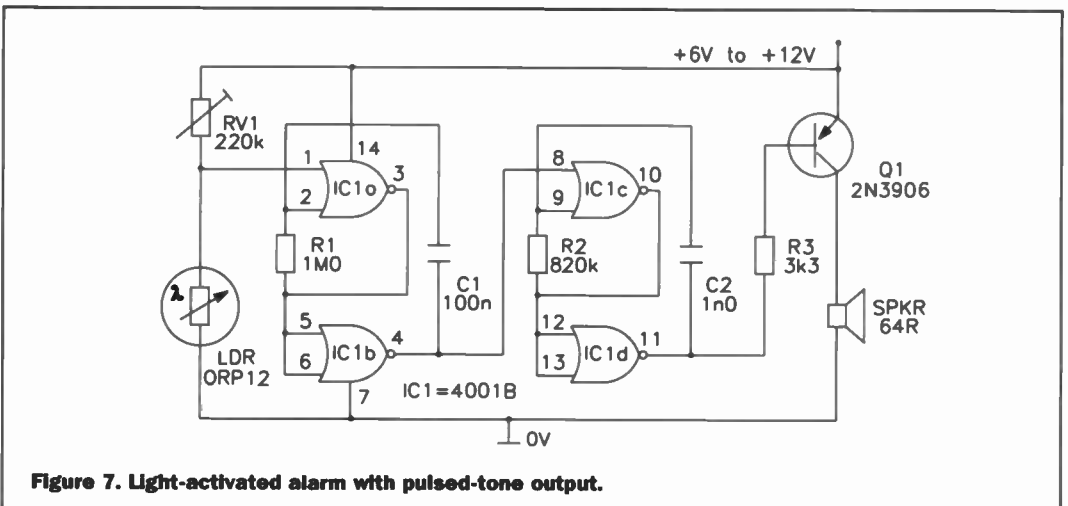 +6V to +12V
RV1
220k
14
1
2
3
IC1a
R1
1M0
C1
100n
5
6
4
IC1b
7
IC1=4001B
λ
LDR
ORP12
8
9
10
IC1c
R2
820k
C2
1n0
12
13
11
IC1d
R3
3k3
Q1
2N3906
SPKR
64R
0V
Figure 7. Light-activated alarm with pulsed-tone output.